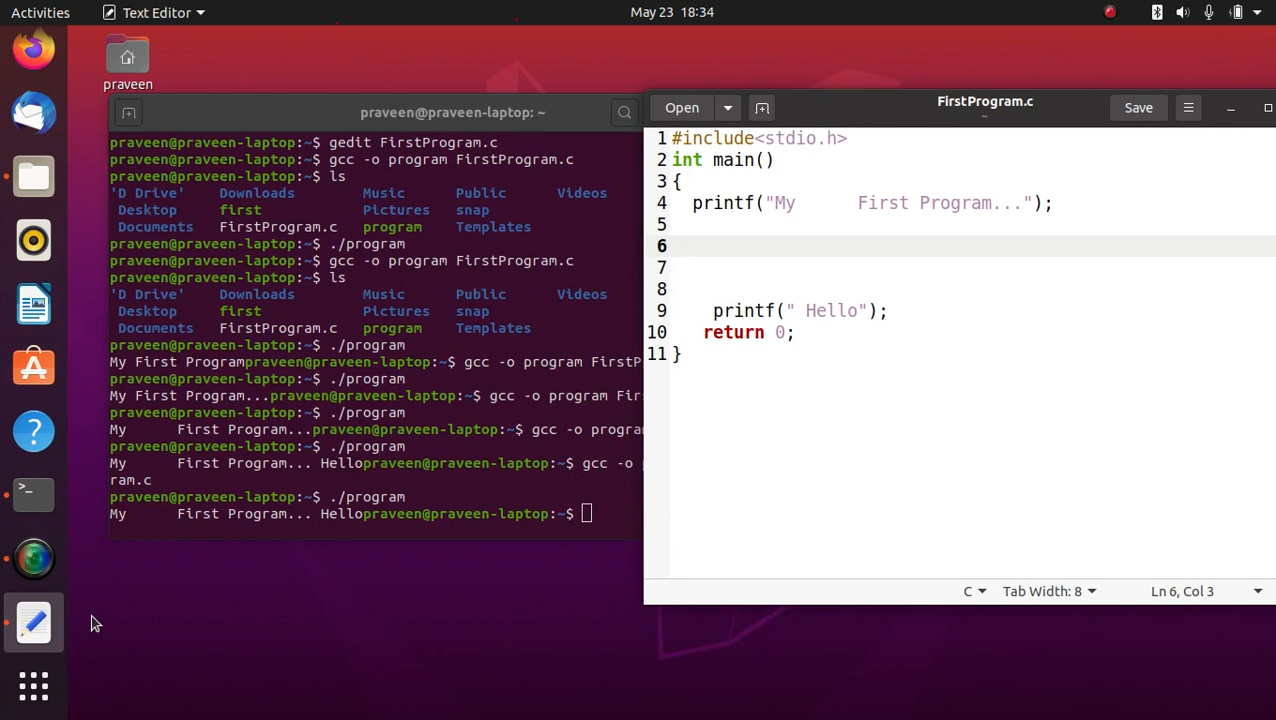 Activities Text Editor May 23 18:34
praveen
praveen@praveen-laptop: ~
praveen@praveen-laptop:~$ gedit FirstProgram.c
praveen@praveen-laptop:~$ gcc -o program FirstProgram.c
praveen@praveen-laptop:~$ ls
'D Drive' Downloads Music Public Videos
Desktop first Pictures snap
Documents FirstProgram.c program Templates
praveen@praveen-laptop:~$ ./program
praveen@praveen-laptop:~$ gcc -o program FirstProgram.c
praveen@praveen-laptop:~$ ls
'D Drive' Downloads Music Public Videos
Desktop first Pictures snap
Documents FirstProgram.c program Templates
praveen@praveen-laptop:~$ ./program
My First Programpraveen@praveen-laptop:~$ gcc -o program FirstP
praveen@praveen-laptop:~$ ./program
My First Program...praveen@praveen-laptop:~$ gcc -o program Firs
praveen@praveen-laptop:~$ ./program
My      First Program...praveen@praveen-laptop:~$ gcc -o program
praveen@praveen-laptop:~$ ./program
My      First Program... Hellopraveen@praveen-laptop:~$ gcc -o p
ram.c
praveen@praveen-laptop:~$ ./program
My      First Program... Hellopraveen@praveen-laptop:~$
Open FirstProgram.c Save
~
1 #include<stdio.h>
2 int main()
3 {
4   printf("My      First Program...");
5
6
7
8
9     printf(" Hello");
10    return 0;
11 }
C Tab Width: 8 Ln 6, Col 3